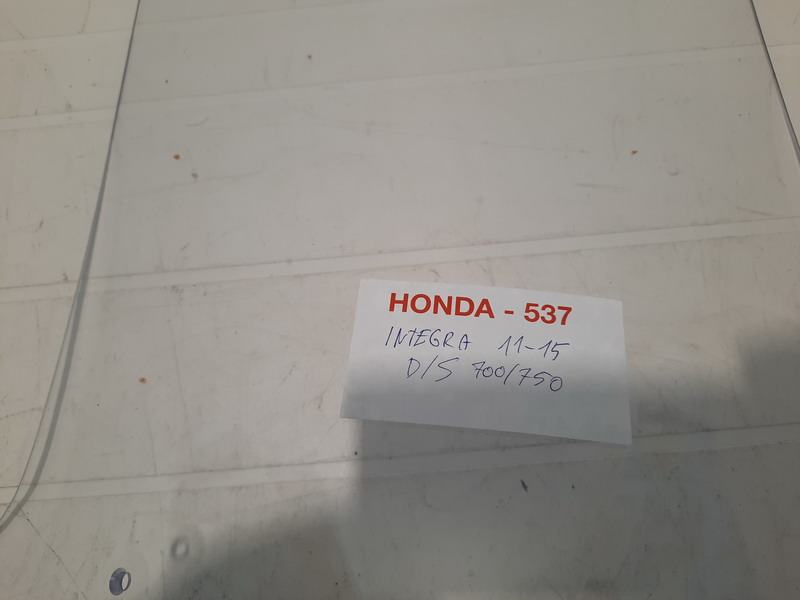 HONDA - 537
INTEGRA 11-15
D/S 700/750